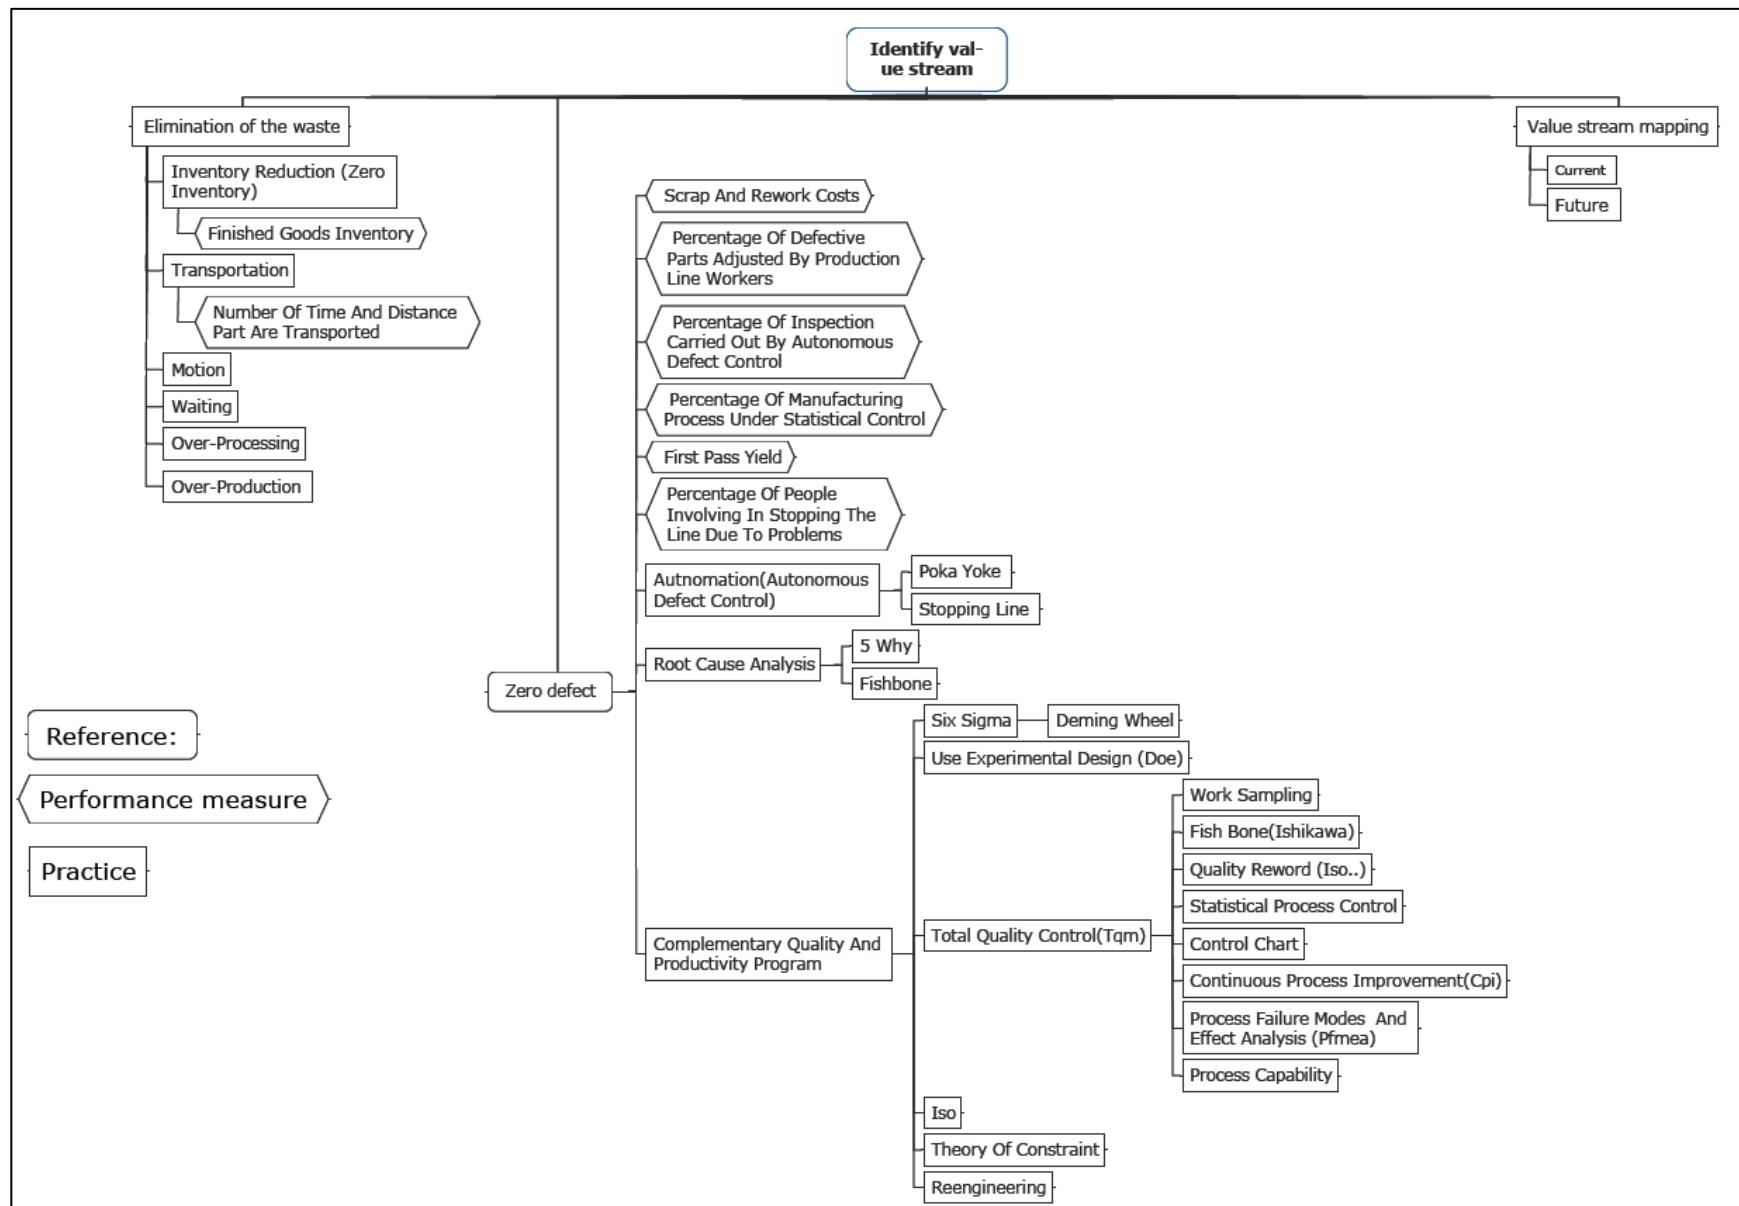 Identify val-
ue stream
Elimination of the waste
Inventory Reduction (Zero
Inventory)
Finished Goods Inventory
Transportation
Number Of Time And Distance
Part Are Transported
Motion
Waiting
Over-Processing
Over-Production
Zero defect
Scrap And Rework Costs
Percentage Of Defective
Parts Adjusted By Production
Line Workers
Percentage Of Inspection
Carried Out By Autonomous
Defect Control
Percentage Of Manufacturing
Process Under Statistical Control
First Pass Yield
Percentage Of People
Involving In Stopping The
Line Due To Problems
Autnomation(Autonomous
Defect Control)
Poka Yoke
Stopping Line
Root Cause Analysis
5 Why
Fishbone
Complementary Quality And
Productivity Program
Six Sigma
Deming Wheel
Use Experimental Design (Doe)
Total Quality Control(Tqm)
Work Sampling
Fish Bone(Ishikawa)
Quality Reword (Iso..)
Statistical Process Control
Control Chart
Continuous Process Improvement(Cpi)
Process Failure Modes And
Effect Analysis (Pfmea)
Process Capability
Iso
Theory Of Constraint
Reengineering
Value stream mapping
Current
Future
Reference:
Performance measure
Practice